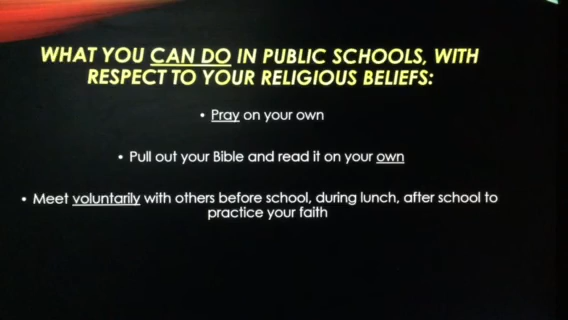 WHAT YOU CAN DO IN PUBLIC SCHOOLS, WITH
RESPECT TO YOUR RELIGIOUS BELIEFS:
• Pray on your own
• Pull out your Bible and read it on your own
• Meet voluntarily with others before school, during lunch, after school to
practice your faith